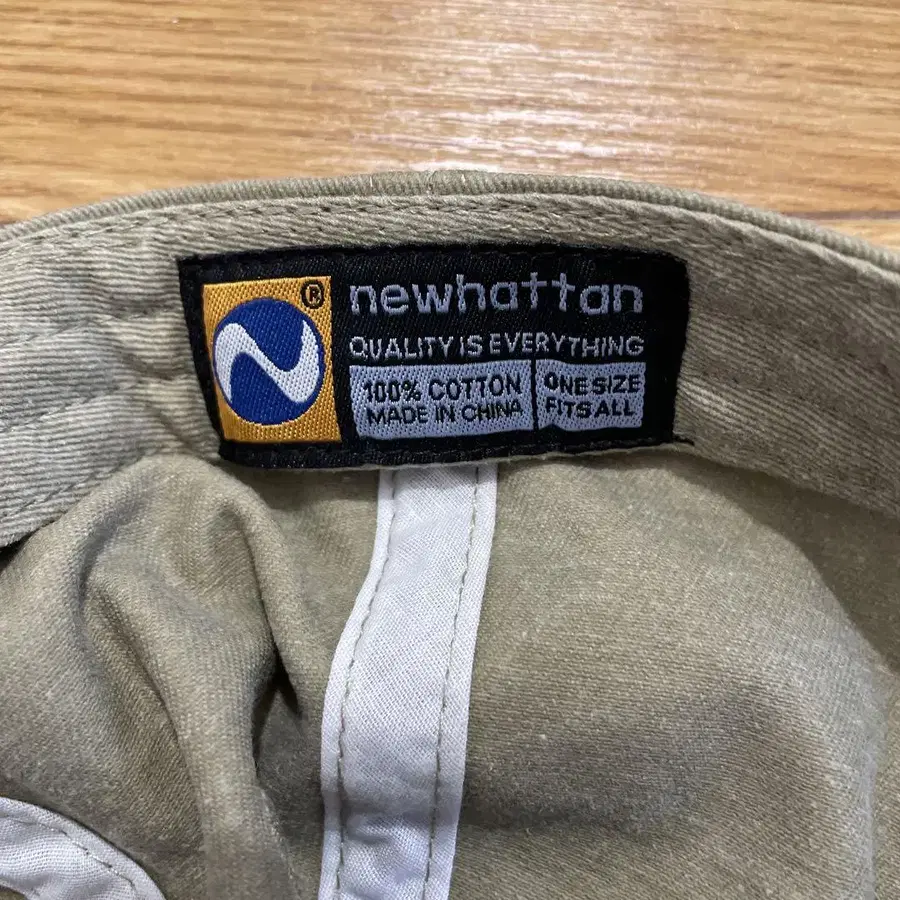 ®
newhattan
QUALITY IS EVERYTHING
100% COTTON
MADE IN CHINA
ONE SIZE
FITS ALL